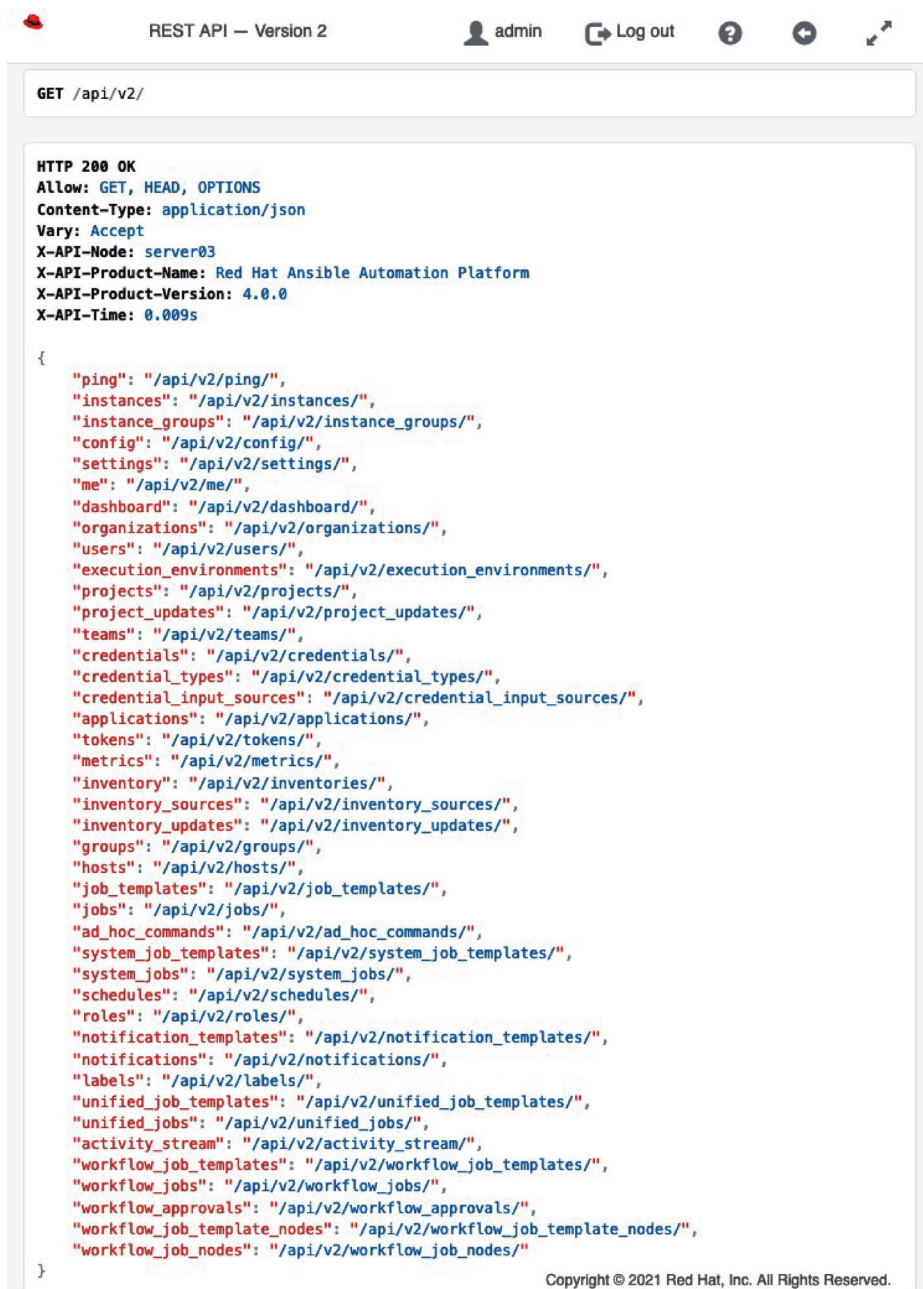 REST API — Version 2 admin Log out
GET /api/v2/
HTTP 200 OK
Allow: GET, HEAD, OPTIONS
Content-Type: application/json
Vary: Accept
X-API-Node: server03
X-API-Product-Name: Red Hat Ansible Automation Platform
X-API-Product-Version: 4.0.0
X-API-Time: 0.009s
{
"ping": "/api/v2/ping/",
"instances": "/api/v2/instances/",
"instance_groups": "/api/v2/instance_groups/",
"config": "/api/v2/config/",
"settings": "/api/v2/settings/",
"me": "/api/v2/me/",
"dashboard": "/api/v2/dashboard/",
"organizations": "/api/v2/organizations/",
"users": "/api/v2/users/",
"execution_environments": "/api/v2/execution_environments/",
"projects": "/api/v2/projects/",
"project_updates": "/api/v2/project_updates/",
"teams": "/api/v2/teams/",
"credentials": "/api/v2/credentials/",
"credential_types": "/api/v2/credential_types/",
"credential_input_sources": "/api/v2/credential_input_sources/",
"applications": "/api/v2/applications/",
"tokens": "/api/v2/tokens/",
"metrics": "/api/v2/metrics/",
"inventory": "/api/v2/inventories/",
"inventory_sources": "/api/v2/inventory_sources/",
"inventory_updates": "/api/v2/inventory_updates/",
"groups": "/api/v2/groups/",
"hosts": "/api/v2/hosts/",
"job_templates": "/api/v2/job_templates/",
"jobs": "/api/v2/jobs/",
"ad_hoc_commands": "/api/v2/ad_hoc_commands/",
"system_job_templates": "/api/v2/system_job_templates/",
"system_jobs": "/api/v2/system_jobs/",
"schedules": "/api/v2/schedules/",
"roles": "/api/v2/roles/",
"notification_templates": "/api/v2/notification_templates/",
"notifications": "/api/v2/notifications/",
"labels": "/api/v2/labels/",
"unified_job_templates": "/api/v2/unified_job_templates/",
"unified_jobs": "/api/v2/unified_jobs/",
"activity_stream": "/api/v2/activity_stream/",
"workflow_job_templates": "/api/v2/workflow_job_templates/",
"workflow_jobs": "/api/v2/workflow_jobs/",
"workflow_approvals": "/api/v2/workflow_approvals/",
"workflow_job_template_nodes": "/api/v2/workflow_job_template_nodes/",
"workflow_job_nodes": "/api/v2/workflow_job_nodes/"
}
Copyright © 2021 Red Hat, Inc. All Rights Reserved.